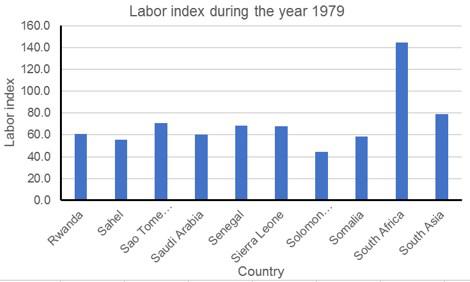 Labor index during the year 1979
160.0
140.0
120.0
100.0
80.0
60.0
40.0
20.0
0.0
Labor index
Rwanda
Sahel
Sao Tome...
Saudi Arabia
Senegal
Sierra Leone
Solomon...
Somalia
South Africa
South Asia
Country